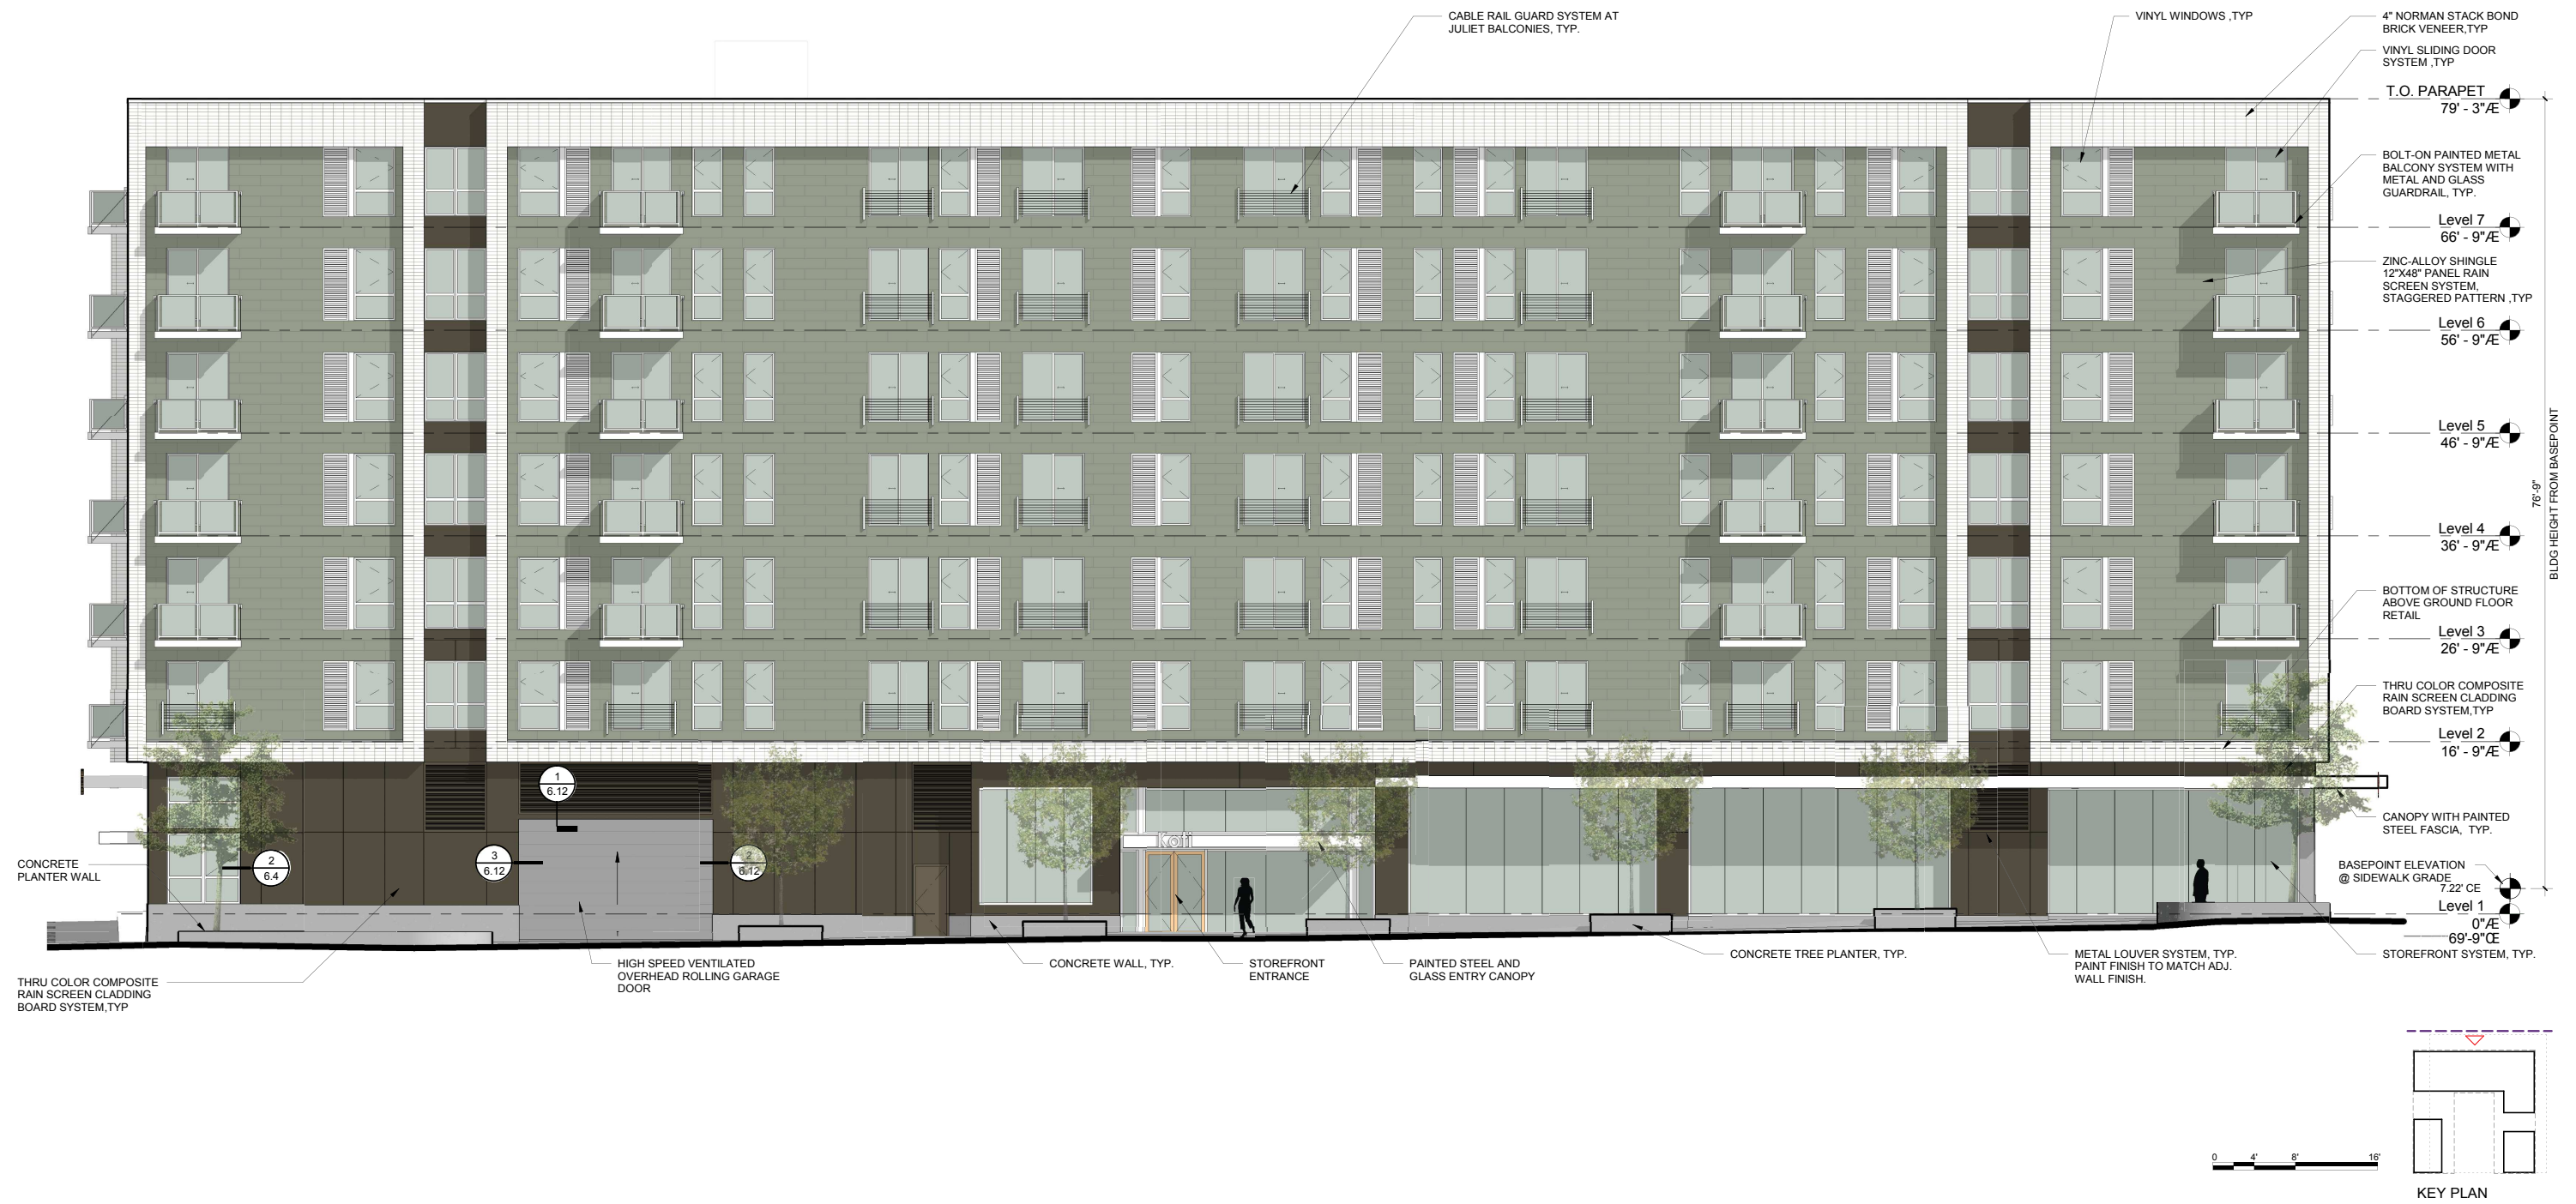 CABLE RAIL GUARD SYSTEM AT
JULIET BALCONIES, TYP.
VINYL WINDOWS ,TYP
4" NORMAN STACK BOND
BRICK VENEER,TYP
VINYL SLIDING DOOR
SYSTEM ,TYP
T.O. PARAPET
79' - 3"Æ
BOLT-ON PAINTED METAL
BALCONY SYSTEM WITH
METAL AND GLASS
GUARDRAIL, TYP.
Level 7
66' - 9"Æ
ZINC-ALLOY SHINGLE
12"X48" PANEL RAIN
SCREEN SYSTEM,
STAGGERED PATTERN ,TYP
Level 6
56' - 9"Æ
Level 5
46' - 9"Æ
76'-9"
BLDG HEIGHT FROM BASEPOINT
Level 4
36' - 9"Æ
BOTTOM OF STRUCTURE
ABOVE GROUND FLOOR
RETAIL
Level 3
26' - 9"Æ
THRU COLOR COMPOSITE
RAIN SCREEN CLADDING
BOARD SYSTEM,TYP
Level 2
16' - 9"Æ
1
6.12
CANOPY WITH PAINTED
STEEL FASCIA, TYP.
Kofi
CONCRETE
PLANTER WALL
2
6.4
3
6.12
2
6.12
BASEPOINT ELEVATION
@ SIDEWALK GRADE
7.22' CE
Level 1
0"Æ
69'-9"Œ
THRU COLOR COMPOSITE
RAIN SCREEN CLADDING
BOARD SYSTEM,TYP
HIGH SPEED VENTILATED
OVERHEAD ROLLING GARAGE
DOOR
CONCRETE WALL, TYP.
STOREFRONT
ENTRANCE
PAINTED STEEL AND
GLASS ENTRY CANOPY
CONCRETE TREE PLANTER, TYP.
METAL LOUVER SYSTEM, TYP.
PAINT FINISH TO MATCH ADJ.
WALL FINISH.
STOREFRONT SYSTEM, TYP.
0 4' 8' 16'
KEY PLAN